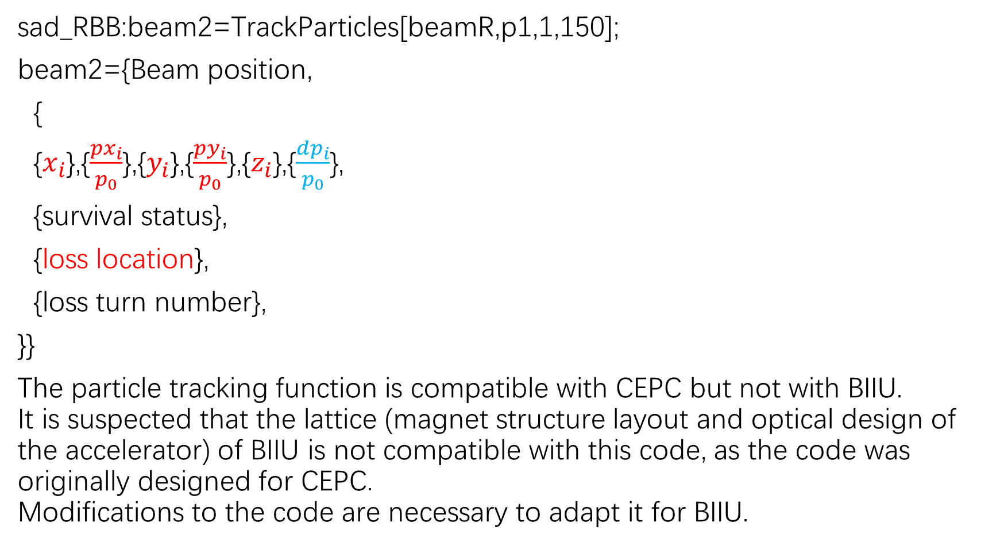 sad_RBB:beam2=TrackParticles[beamR,p1,1,150];
beam2={Beam position,
{
{x_i},{px_i/p_0},{y_i},{py_i/p_0},{z_i},{dp_i/p_0},
{survival status},
{loss location},
{loss turn number},
}}
The particle tracking function is compatible with CEPC but not with BIIU.
It is suspected that the lattice (magnet structure layout and optical design of
the accelerator) of BIIU is not compatible with this code, as the code was
originally designed for CEPC.
Modifications to the code are necessary to adapt it for BIIU.